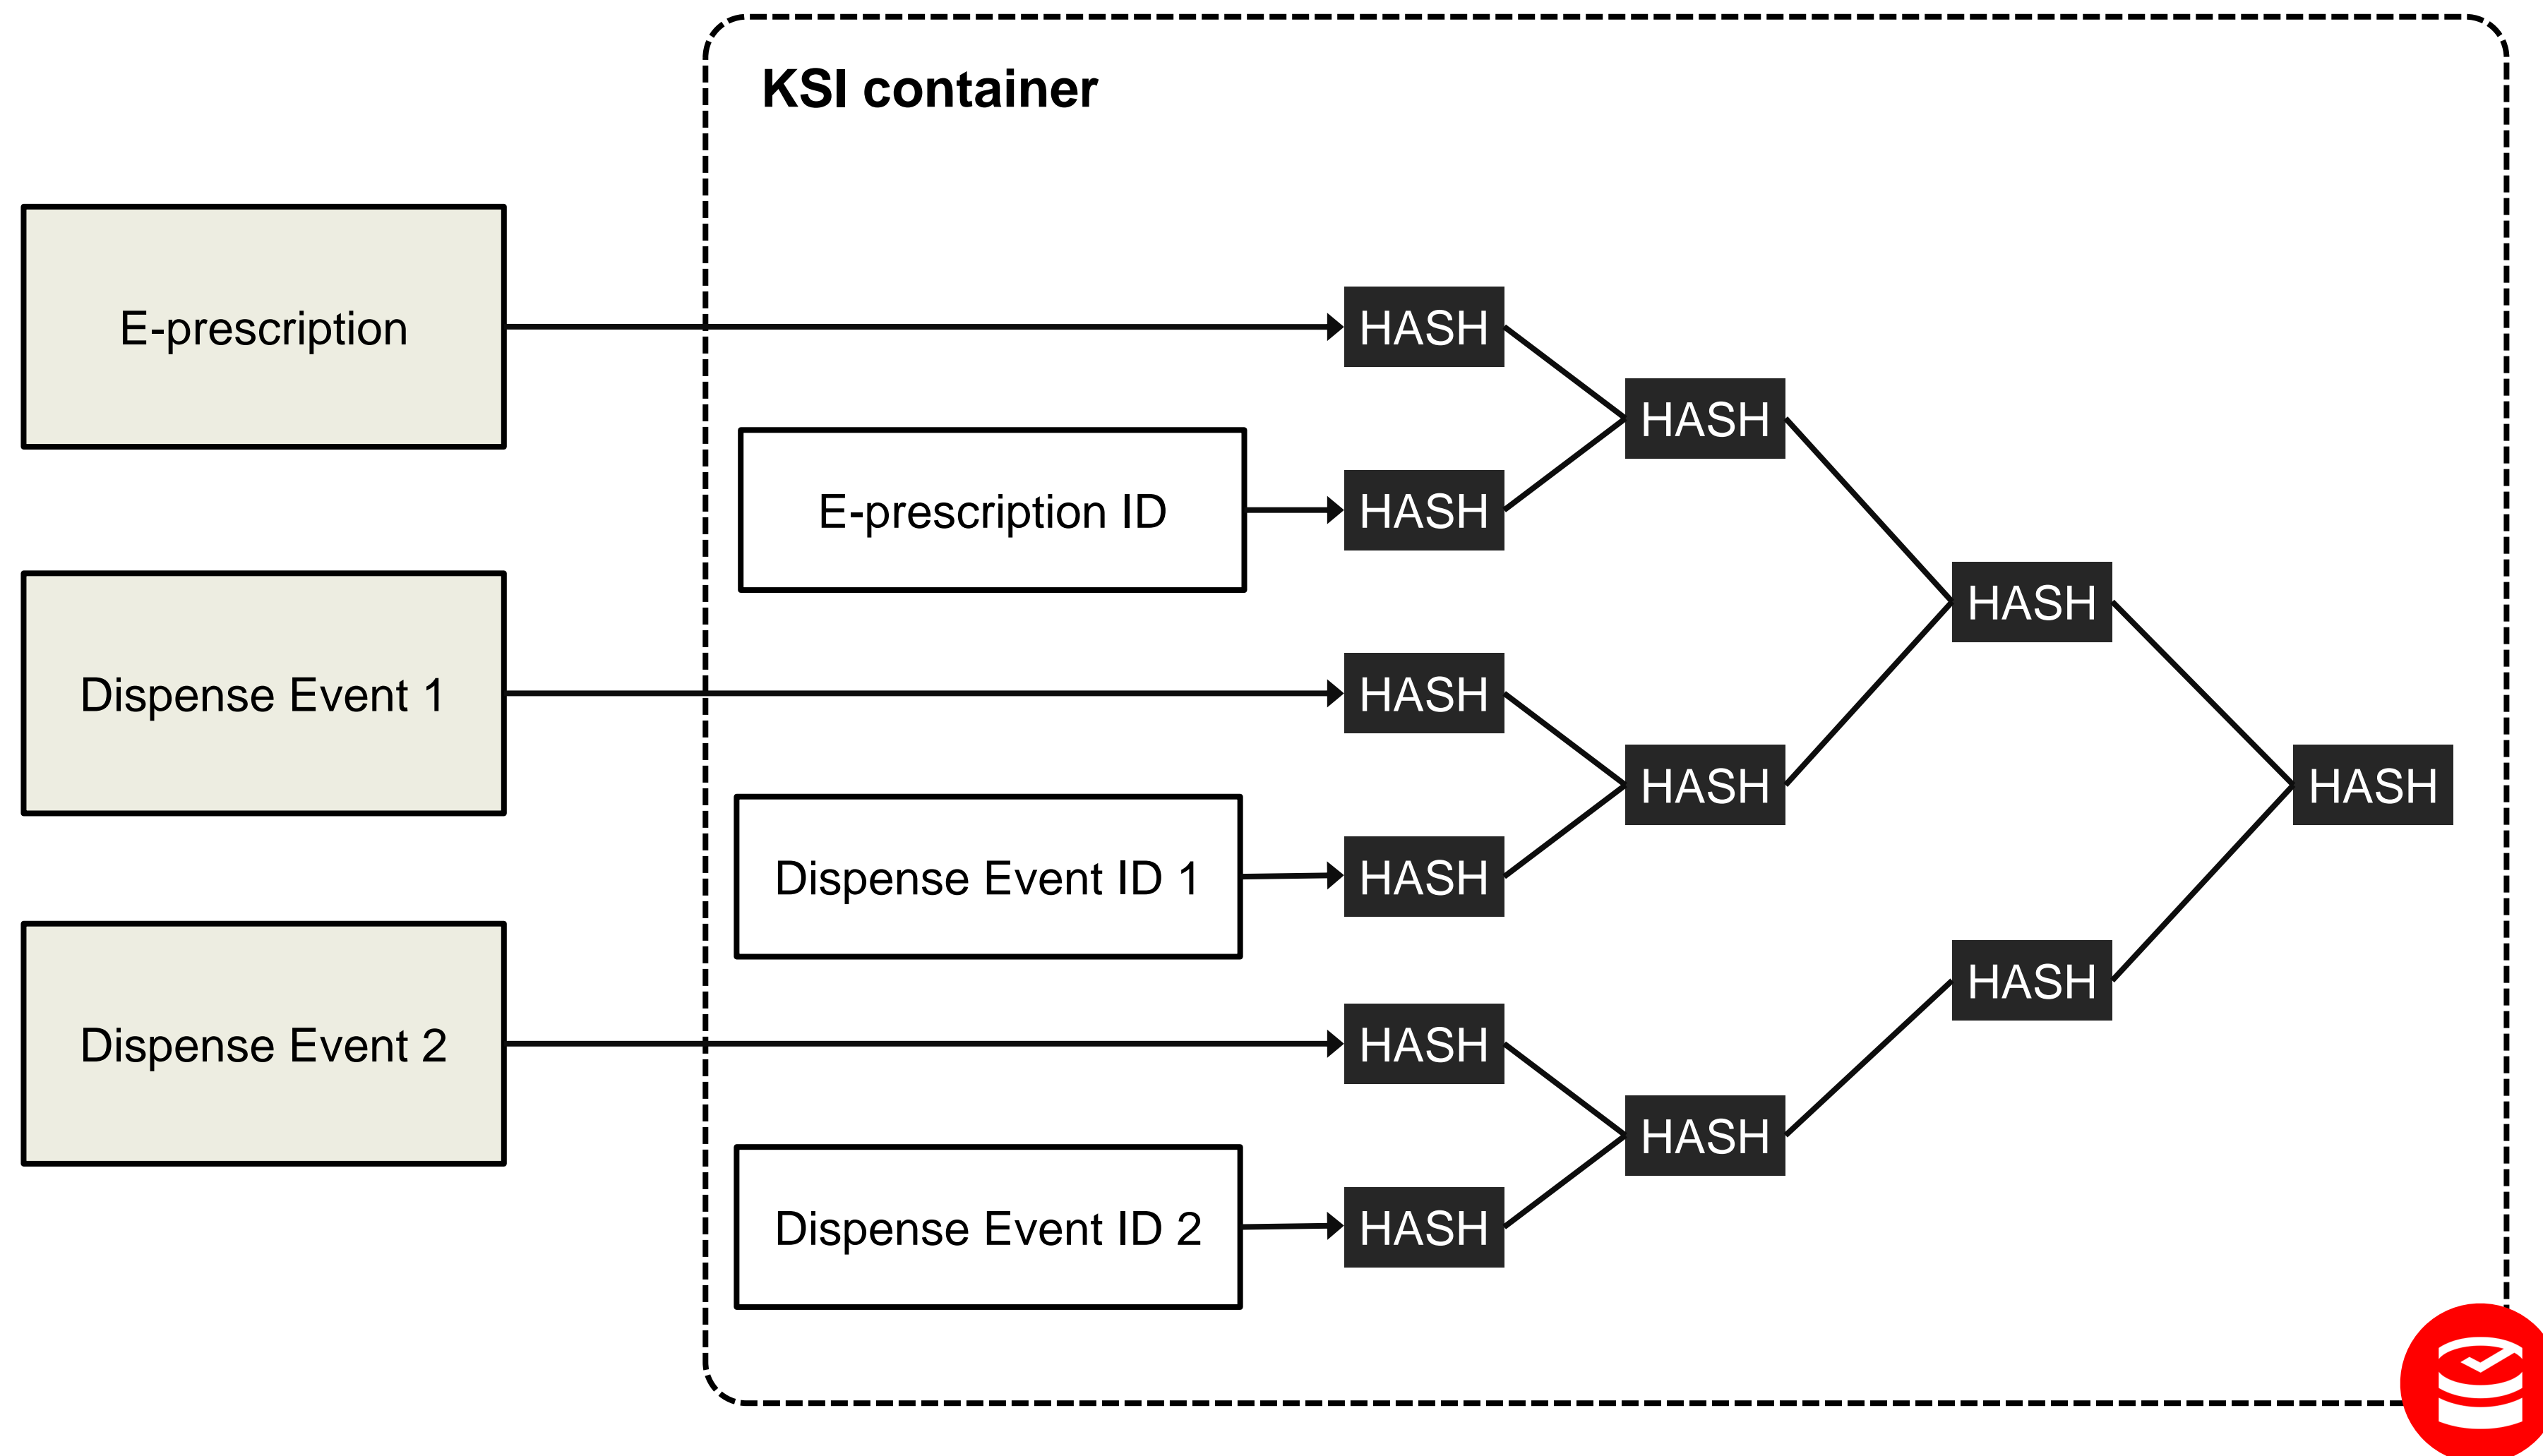 KSI container
E-prescription
HASH
HASH
E-prescription ID
HASH
HASH
Dispense Event 1
HASH
HASH
HASH
Dispense Event ID 1
HASH
HASH
Dispense Event 2
HASH
HASH
Dispense Event ID 2
HASH